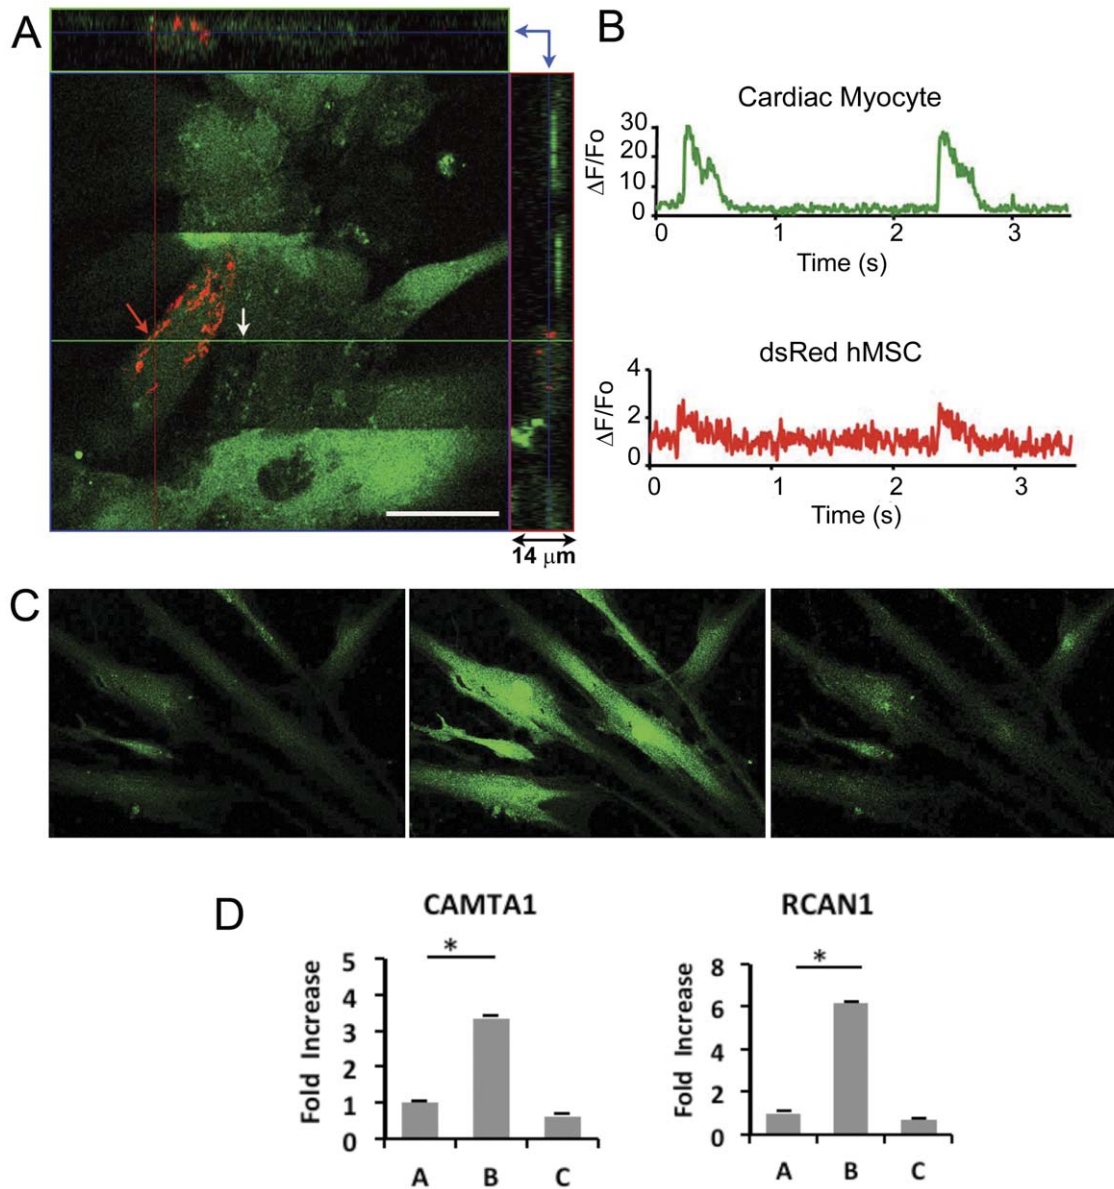 A
14 μm
B
Cardiac Myocyte
ΔF/Fo
30
20
10
0
0 1 2 3
Time (s)
dsRed hMSC
ΔF/Fo
4
2
0
0 1 2 3
Time (s)
C
D
CAMTA1
*
Fold Increase
5
4
3
2
1
0
A B C
RCAN1
*
Fold Increase
8
6
4
2
0
A B C